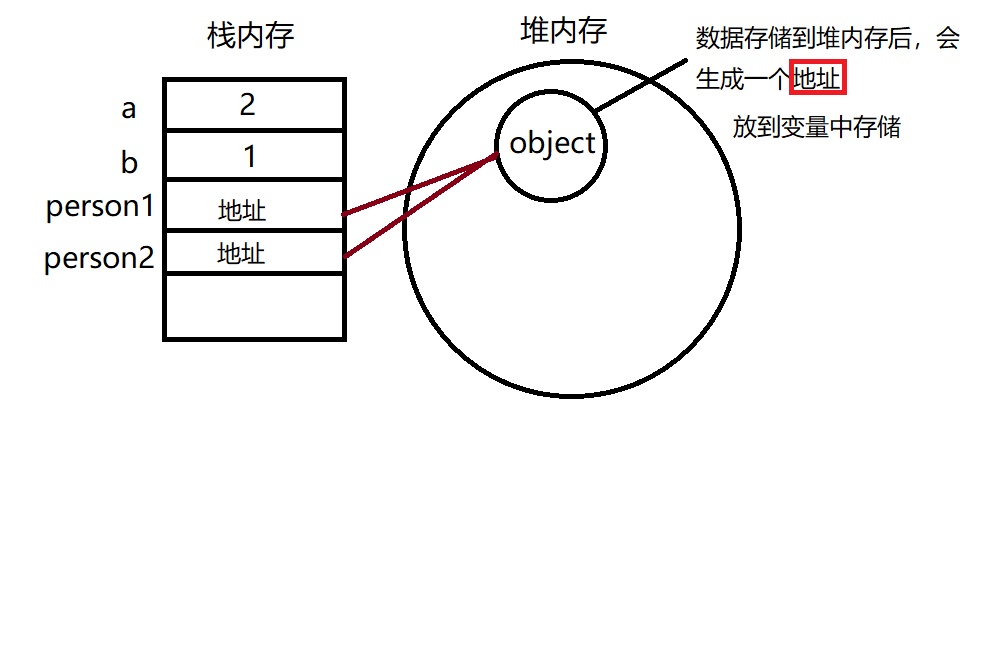 栈内存
堆内存
数据存储到堆内存后，会
生成一个地址
放到变量中存储
a
2
b
1
person1
地址
person2
地址
object